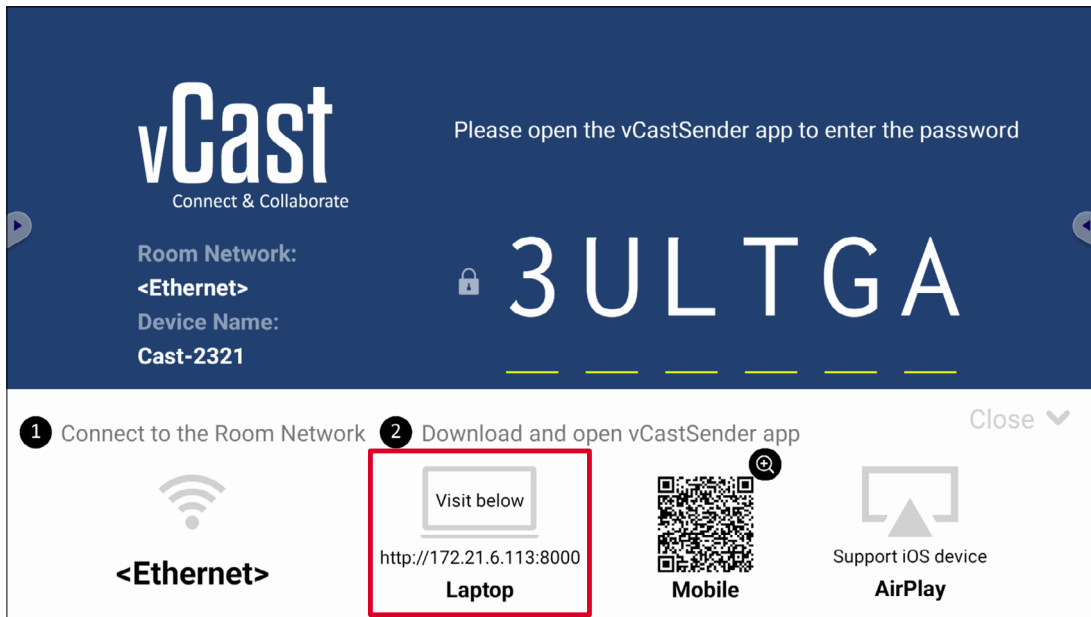 vCast
Connect & Collaborate
Please open the vCastSender app to enter the password
Room Network:
<Ethernet>
Device Name:
Cast-2321
3ULTGA
Close
1 Connect to the Room Network
2 Download and open vCastSender app
<Ethernet>
Visit below
http://172.21.6.113:8000
Laptop
Mobile
Support iOS device
AirPlay